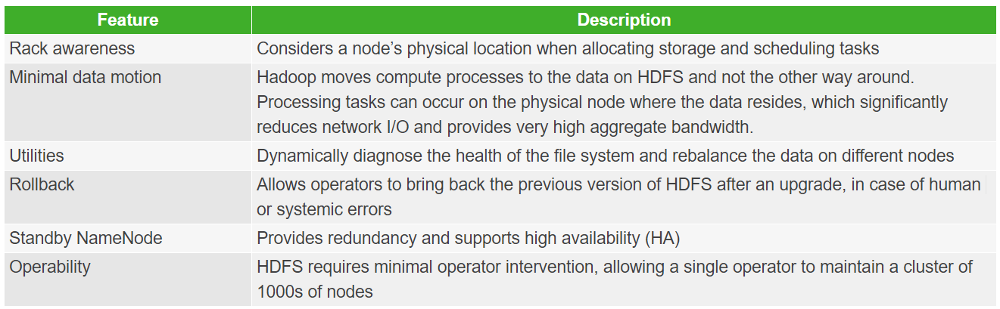 Feature Description
Rack awareness Considers a node’s physical location when allocating storage and scheduling tasks
Minimal data motion Hadoop moves compute processes to the data on HDFS and not the other way around.
Processing tasks can occur on the physical node where the data resides, which significantly
reduces network I/O and provides very high aggregate bandwidth.
Utilities Dynamically diagnose the health of the file system and rebalance the data on different nodes
Rollback Allows operators to bring back the previous version of HDFS after an upgrade, in case of human
or systemic errors
Standby NameNode Provides redundancy and supports high availability (HA)
Operability HDFS requires minimal operator intervention, allowing a single operator to maintain a cluster of
1000s of nodes